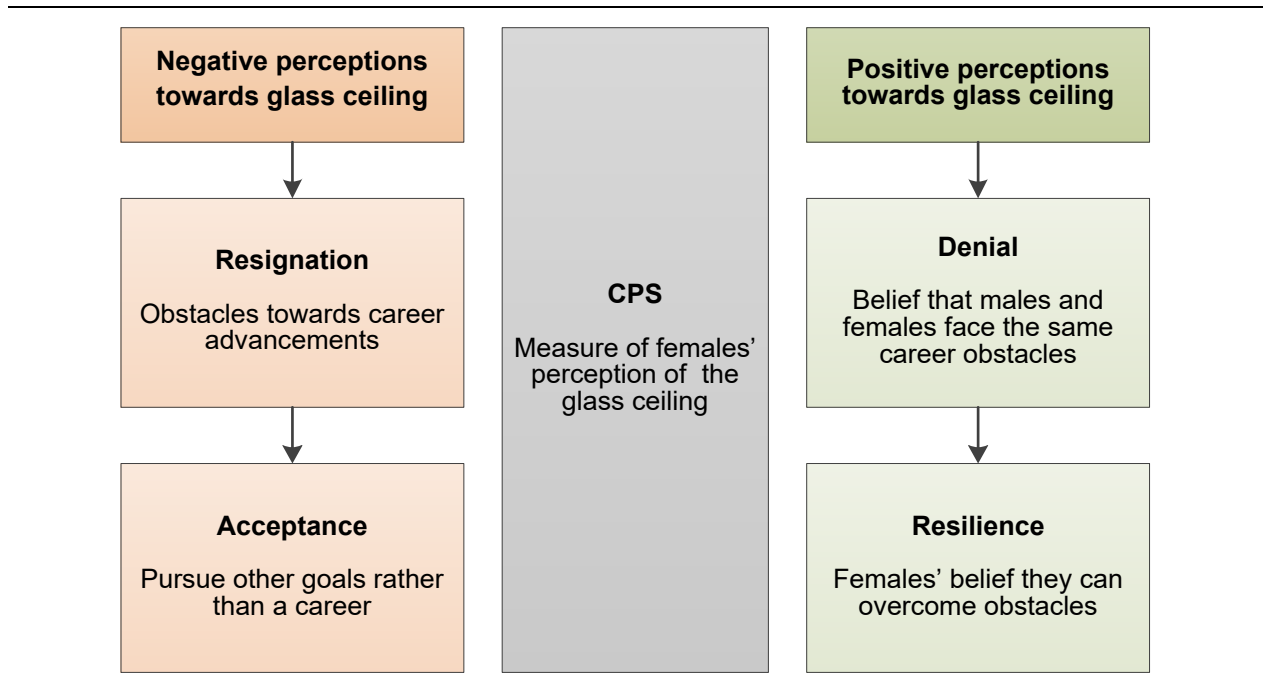 Negative perceptions
towards glass ceiling
Resignation
Obstacles towards career
advancements
Acceptance
Pursue other goals rather
than a career
CPS
Measure of females’
perception of  the
glass ceiling
Positive perceptions
towards glass ceiling
Denial
Belief that males and
females face the same
career obstacles
Resilience
Females’ belief they can
overcome obstacles